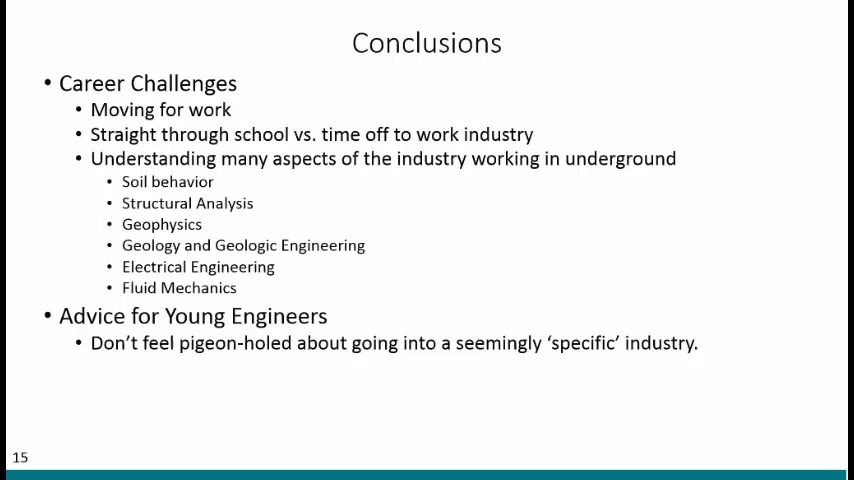 Conclusions
• Career Challenges
• Moving for work
• Straight through school vs. time off to work industry
• Understanding many aspects of the industry working in underground
• Soil behavior
• Structural Analysis
• Geophysics
• Geology and Geologic Engineering
• Electrical Engineering
• Fluid Mechanics
• Advice for Young Engineers
• Don’t feel pigeon-holed about going into a seemingly ‘specific’ industry.
15